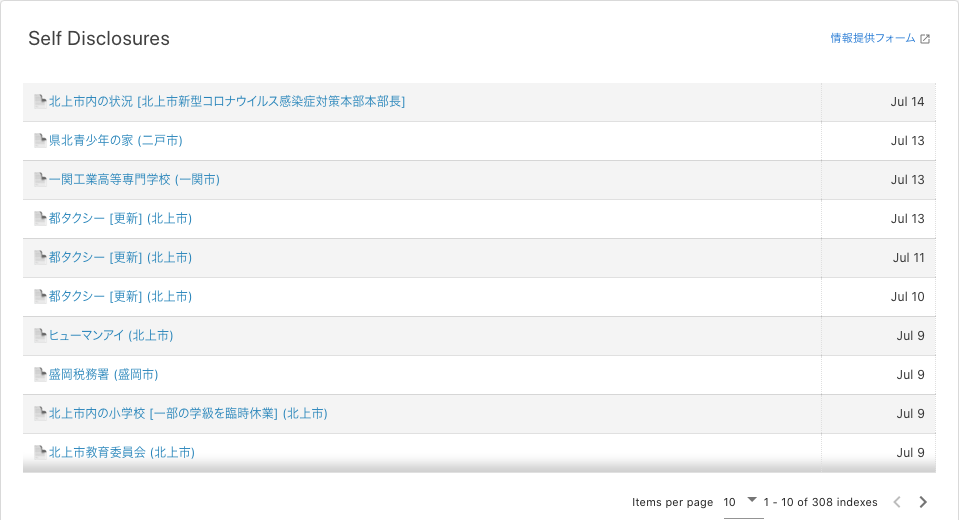 Self Disclosures
情報提供フォーム
北上市内の状況 [北上市新型コロナウイルス感染症対策本部本部長]
Jul 14
県北青少年の家 (二戸市)
Jul 13
一関工業高等専門学校 (一関市)
Jul 13
都タクシー [更新] (北上市)
Jul 13
都タクシー [更新] (北上市)
Jul 11
都タクシー [更新] (北上市)
Jul 10
ヒューマンアイ (北上市)
Jul 9
盛岡税務署 (盛岡市)
Jul 9
北上市内の小学校 [一部の学級を臨時休業] (北上市)
Jul 9
北上市教育委員会 (北上市)
Jul 9
Items per page 10 1 - 10 of 308 indexes